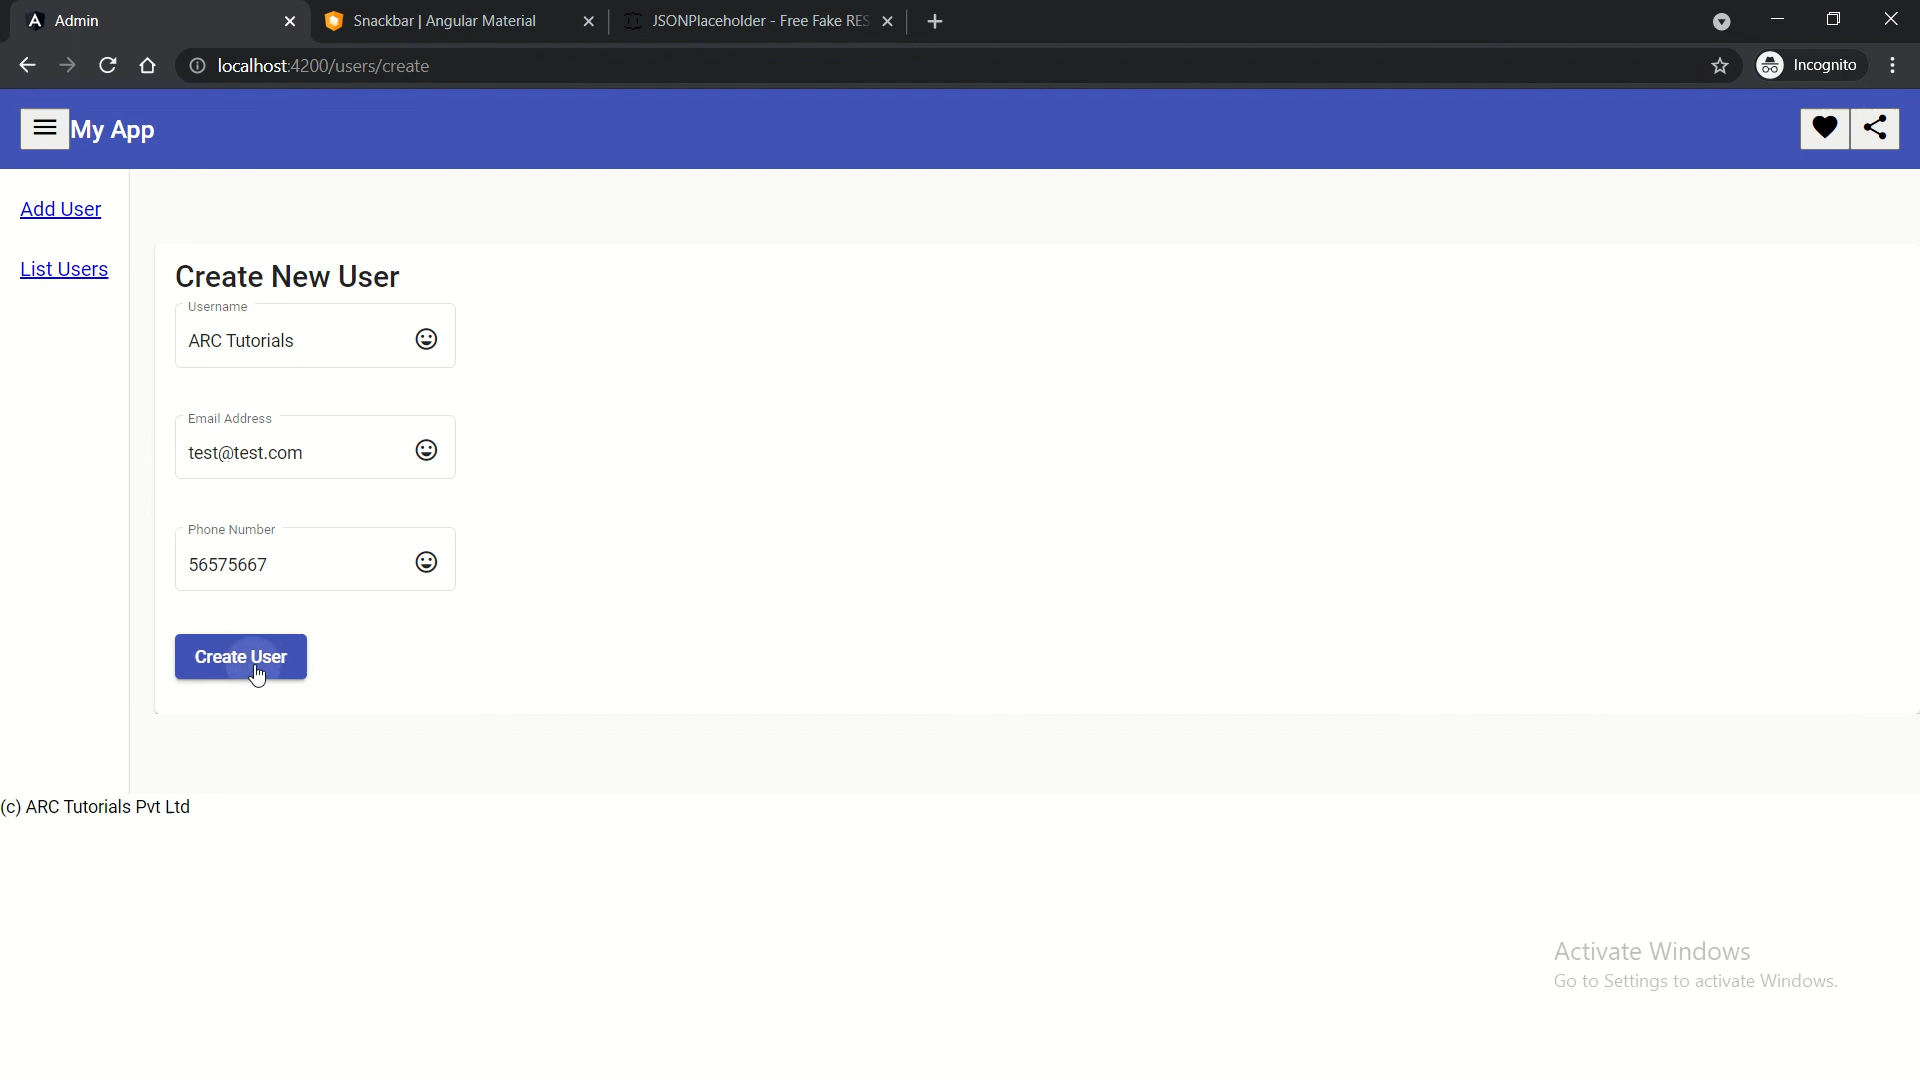 Admin
Snackbar | Angular Material
JSONPlaceholder - Free Fake RES
localhost:4200/users/create
Incognito
My App
Add User
List Users
Create New User
Username
ARC Tutorials
Email Address
test@test.com
Phone Number
56575667
Create User
(c) ARC Tutorials Pvt Ltd
Activate Windows
Go to Settings to activate Windows.